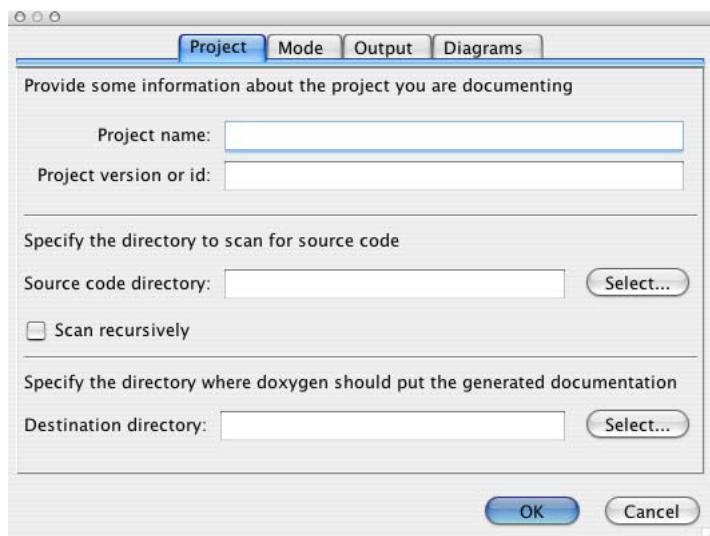 Project Mode Output Diagrams
Provide some information about the project you are documenting
Project name:
Project version or id:
Specify the directory to scan for source code
Source code directory: Select...
Scan recursively
Specify the directory where doxygen should put the generated documentation
Destination directory: Select...
OK Cancel